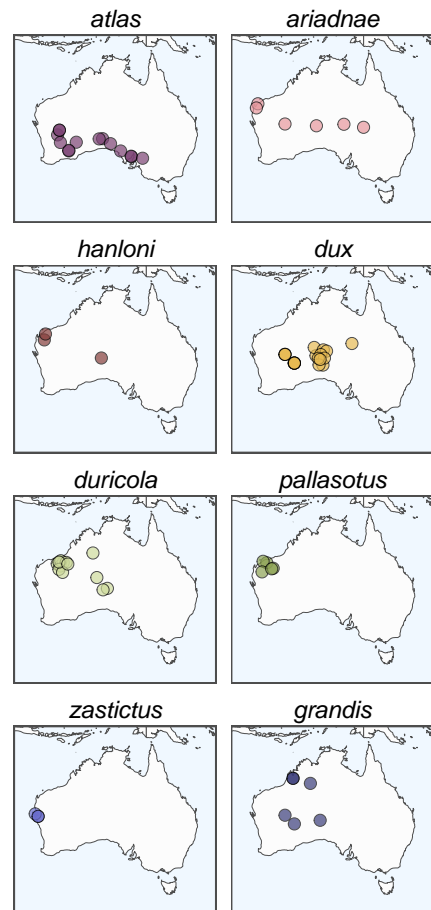 atlas ariadnae
hanloni dux
duricola pallasotus
zastictus grandis